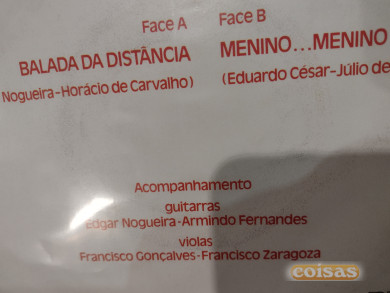 Face A Face B
BALADA DA DISTÂNCIA MENINO...MENINO
Nogueira-Horácio de Carvalho) (Eduardo César-Júlio de
Acompanhamento
guitarras
Edgar Nogueira-Armindo Fernandes
violas
Francisco Gonçalves-Francisco Zaragoza
coisas